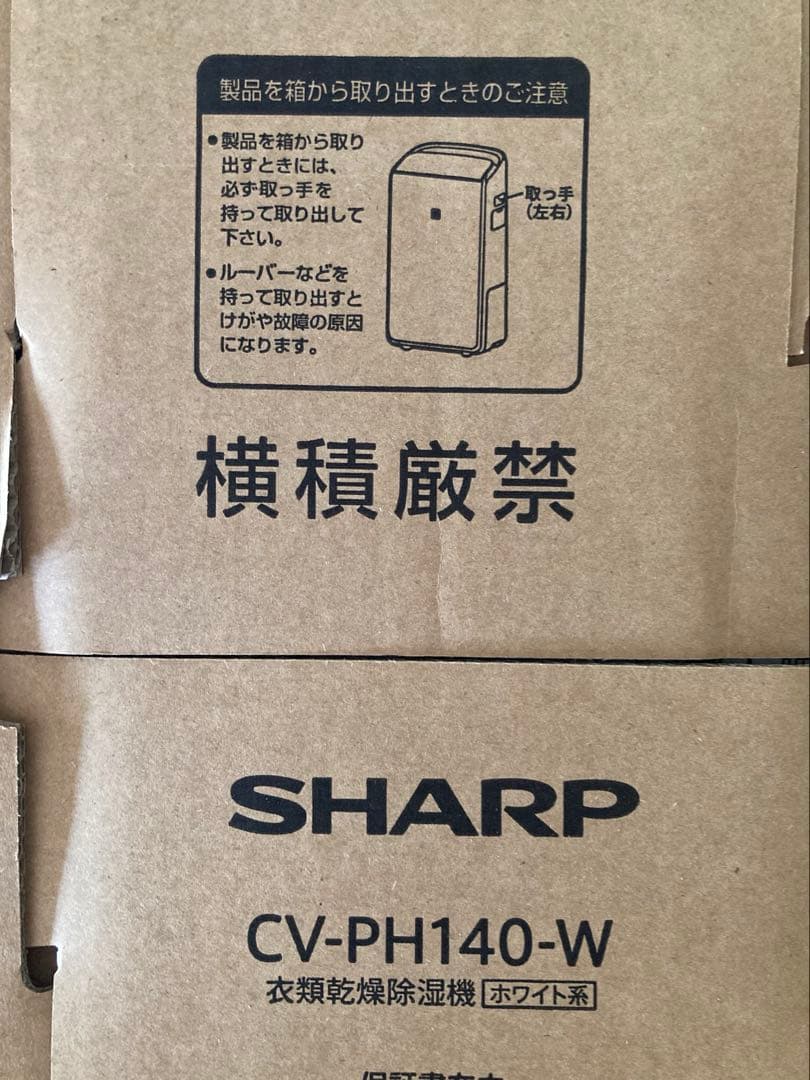 製品を箱から取り出すときのご注意
●製品を箱から取り
出すときには、
必ず取っ手を
持って取り出して
下さい。
●ルーバーなどを
持って取り出すと
けがや故障の原因
になります。
取っ手
(左右)
横積厳禁
SHARP
CV-PH140-W
衣類乾燥除湿機 ホワイト系